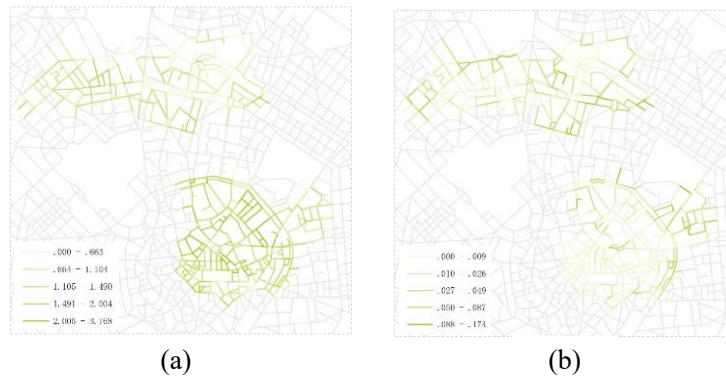 .000 - .663
.664 - 1.104
1.105 - 1.490
1.491 - 2.004
2.005 - 3.168
(a)
.000 - .009
.010 - .026
.027 - .049
.050 - .087
.088 - .174
(b)